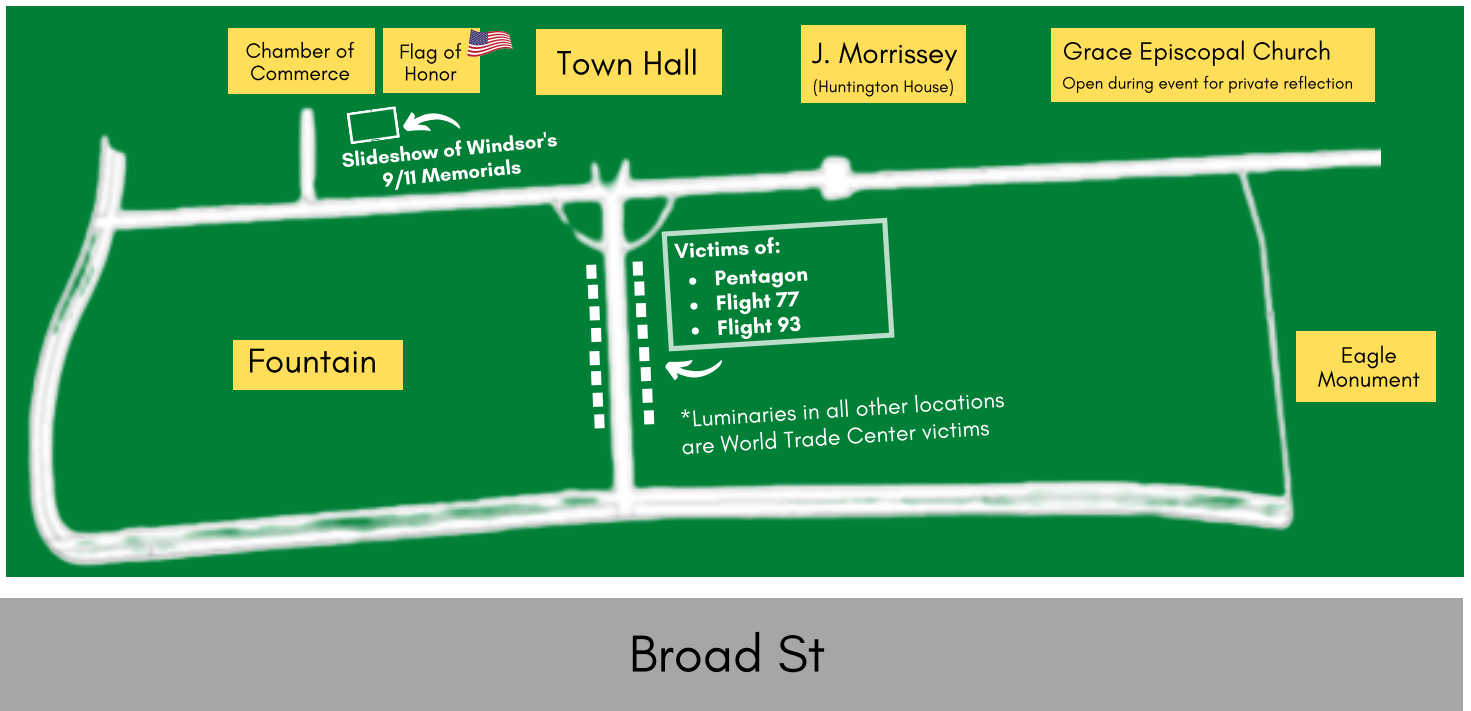 Chamber of
Commerce
Flag of
Honor
Town Hall
J. Morrissey
(Huntington House)
Grace Episcopal Church
Open during event for private reflection
Slideshow of Windsor's
9/11 Memorials
Victims of:
• Pentagon
• Flight 77
• Flight 93
Fountain
Eagle
Monument
*Luminaries in all other locations
are World Trade Center victims
Broad St